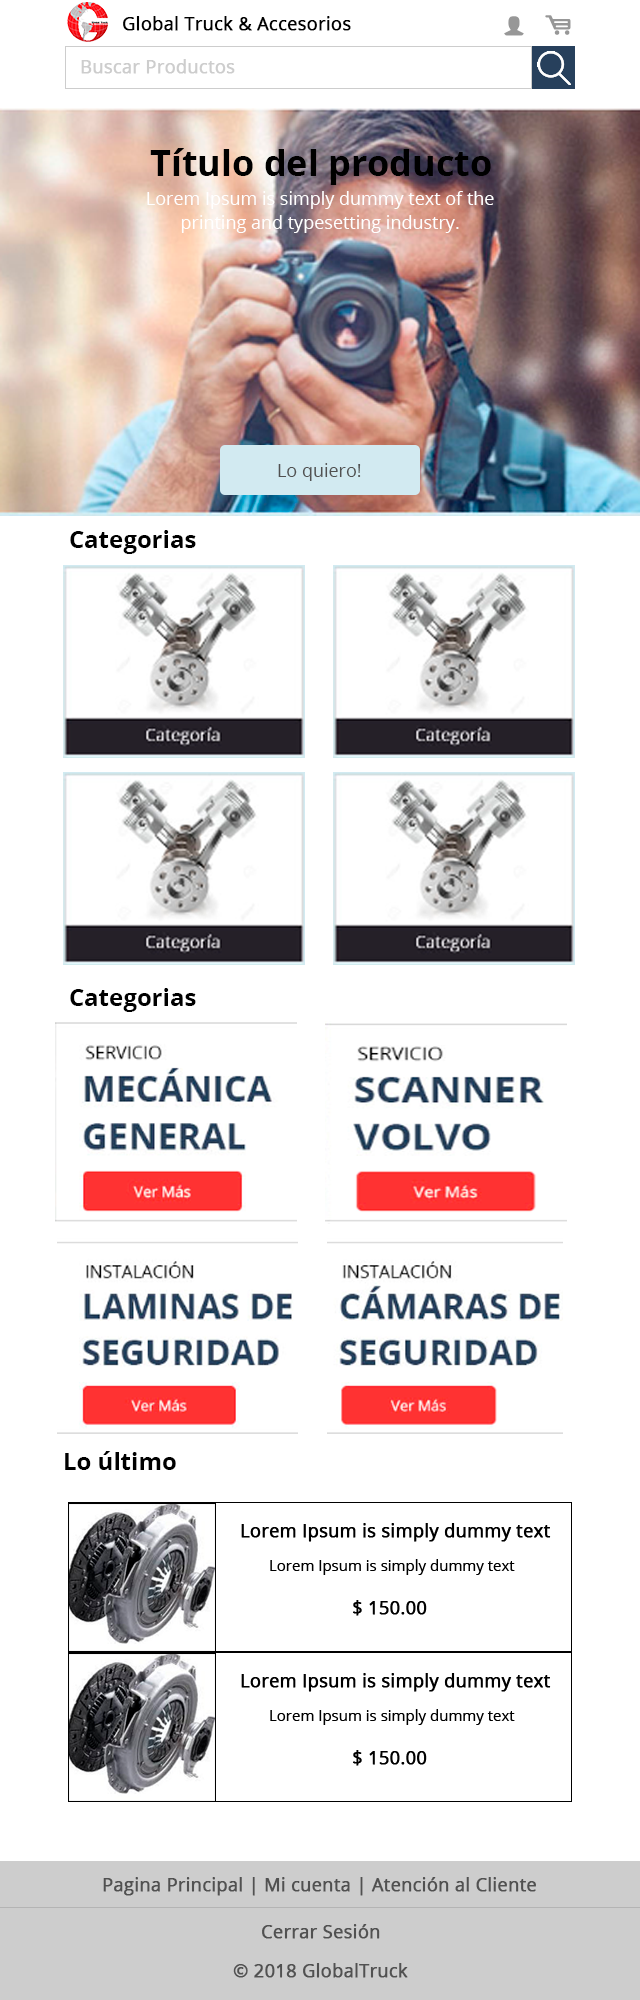 Global Truck & Accesorios
Buscar Productos
Título del producto
Lorem Ipsum is simply dummy text of the
printing and typesetting industry.
Lo quiero!
Categorias
Categoría
Categoría
Categoría
Categoría
Categorias
SERVICIO
MECÁNICA
GENERAL
Ver Más
SERVICIO
SCANNER
VOLVO
Ver Más
INSTALACIÓN
LAMINAS DE
SEGURIDAD
Ver Más
INSTALACIÓN
CÁMARAS DE
SEGURIDAD
Ver Más
Lo último
Lorem Ipsum is simply dummy text
Lorem Ipsum is simply dummy text
$ 150.00
Lorem Ipsum is simply dummy text
Lorem Ipsum is simply dummy text
$ 150.00
Pagina Principal | Mi cuenta | Atención al Cliente
Cerrar Sesión
© 2018 GlobalTruck